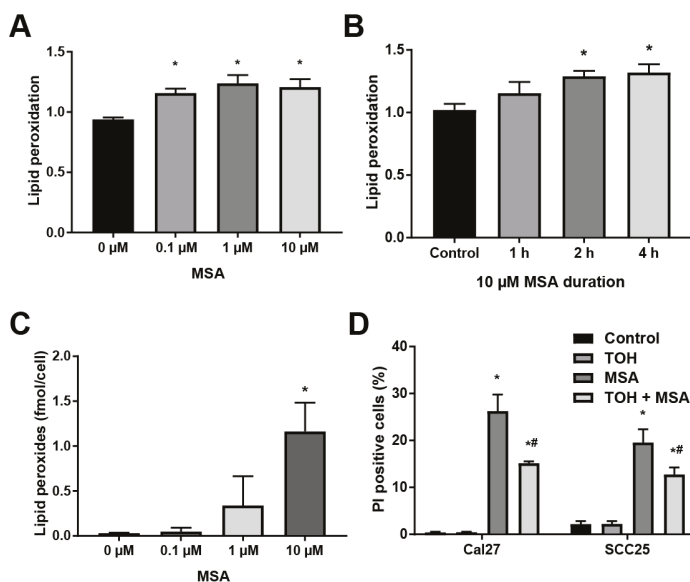 A
Lipid peroxidation
1.5
1.0
0.5
0.0
* * *
0 µM 0.1 µM 1 µM 10 µM
MSA
B
Lipid peroxidation
1.5
1.0
0.5
0.0
* *
Control 1 h 2 h 4 h
10 µM MSA duration
C
Lipid peroxides (fmol/cell)
2.0
1.5
1.0
0.5
0.0
*
0 µM 0.1 µM 1 µM 10 µM
MSA
D
PI positive cells (%)
40
30
20
10
0
Control
TOH
MSA
TOH + MSA
* *# * *#
Cal27 SCC25